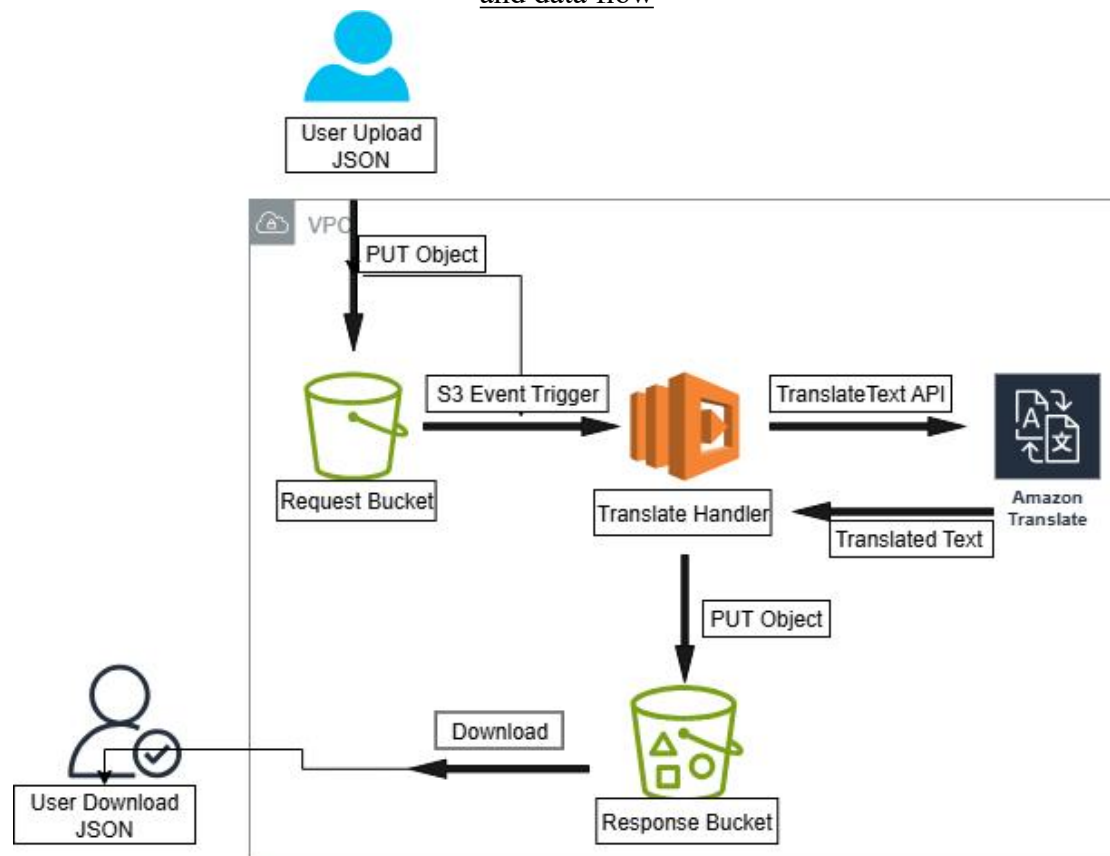 and data flow
User Upload
JSON
VPC
PUT Object
S3 Event Trigger
TranslateText API
Request Bucket
Translate Handler
Amazon
Translate
Translated Text
PUT Object
Download
User Download
JSON
Response Bucket